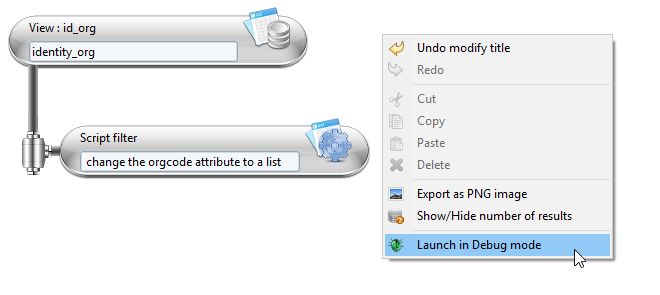 View : id_org
identity_org
Script filter
change the orgcode attribute to a list
Undo modify title
Redo
Cut
Copy
Paste
Delete
Export as PNG image
Show/Hide number of results
Launch in Debug mode